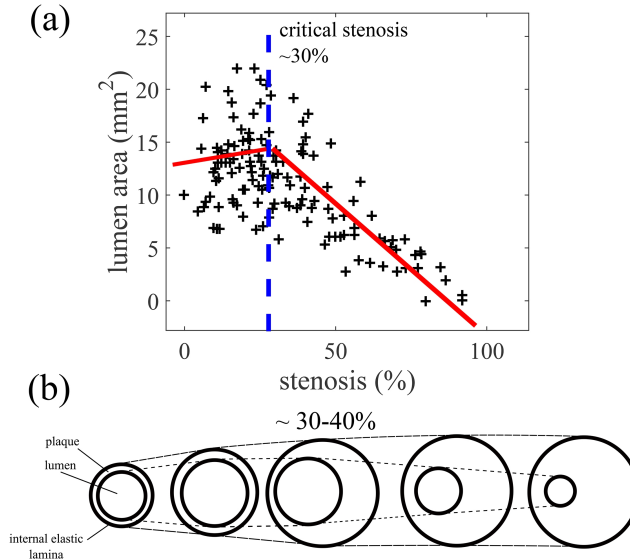 (a)
critical stenosis
~30%
25
20
15
10
5
0
lumen area (mm²)
0
50
100
stenosis (%)
(b)
~ 30-40%
plaque
lumen
internal elastic
lamina